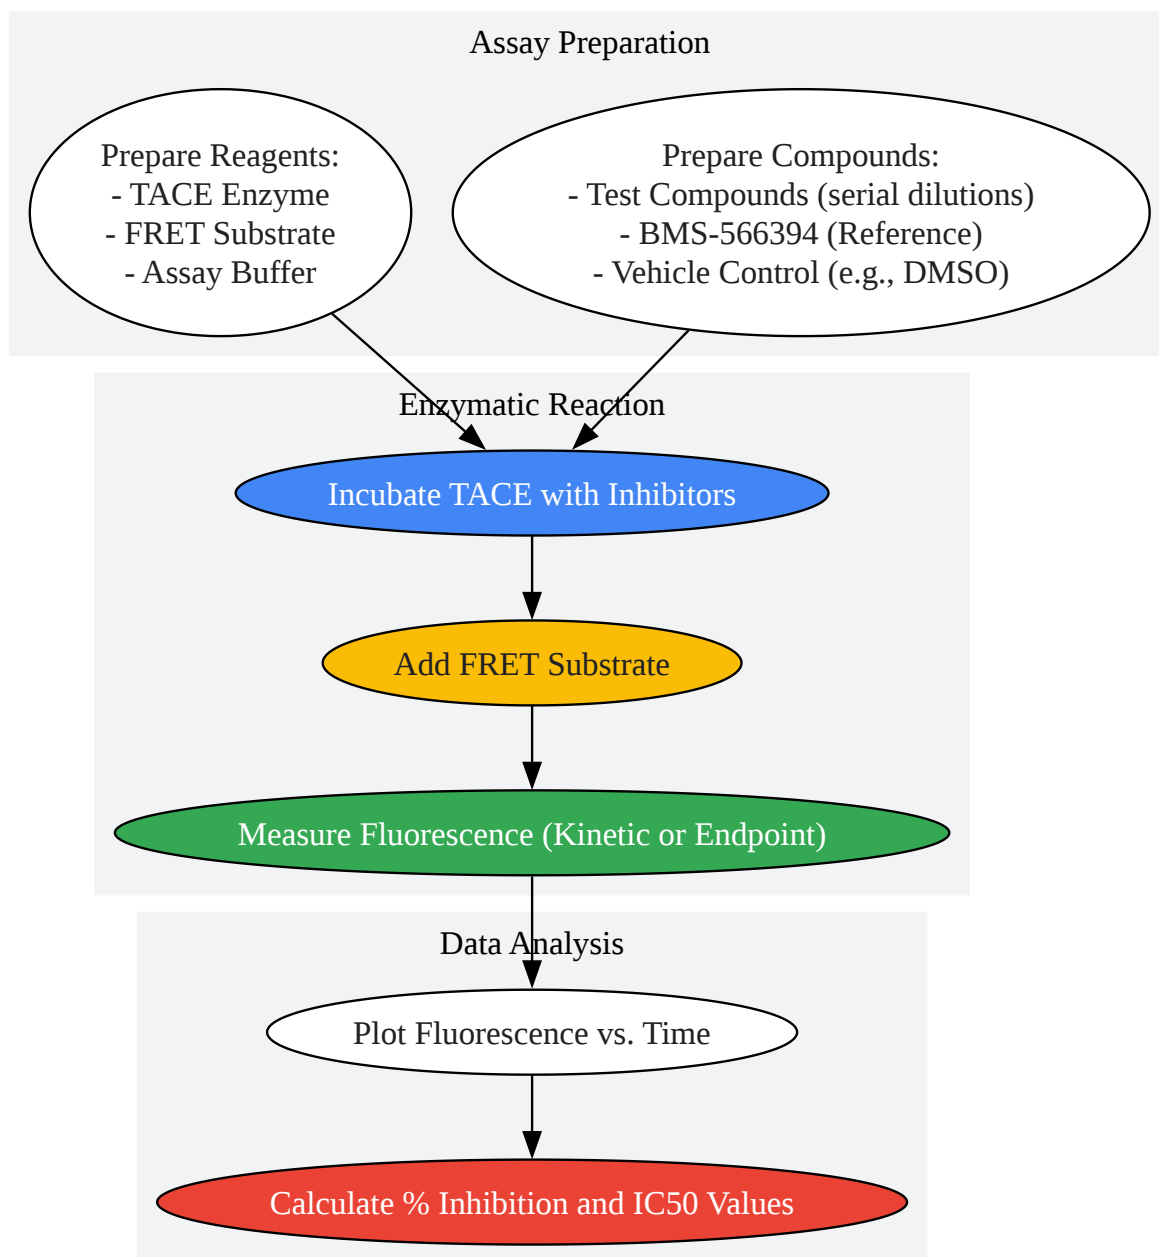 Assay Preparation
Prepare Reagents:
- TACE Enzyme
- FRET Substrate
- Assay Buffer
Prepare Compounds:
- Test Compounds (serial dilutions)
- BMS-566394 (Reference)
- Vehicle Control (e.g., DMSO)
Enzymatic Reaction
Incubate TACE with Inhibitors
Add FRET Substrate
Measure Fluorescence (Kinetic or Endpoint)
Data Analysis
Plot Fluorescence vs. Time
Calculate % Inhibition and IC50 Values